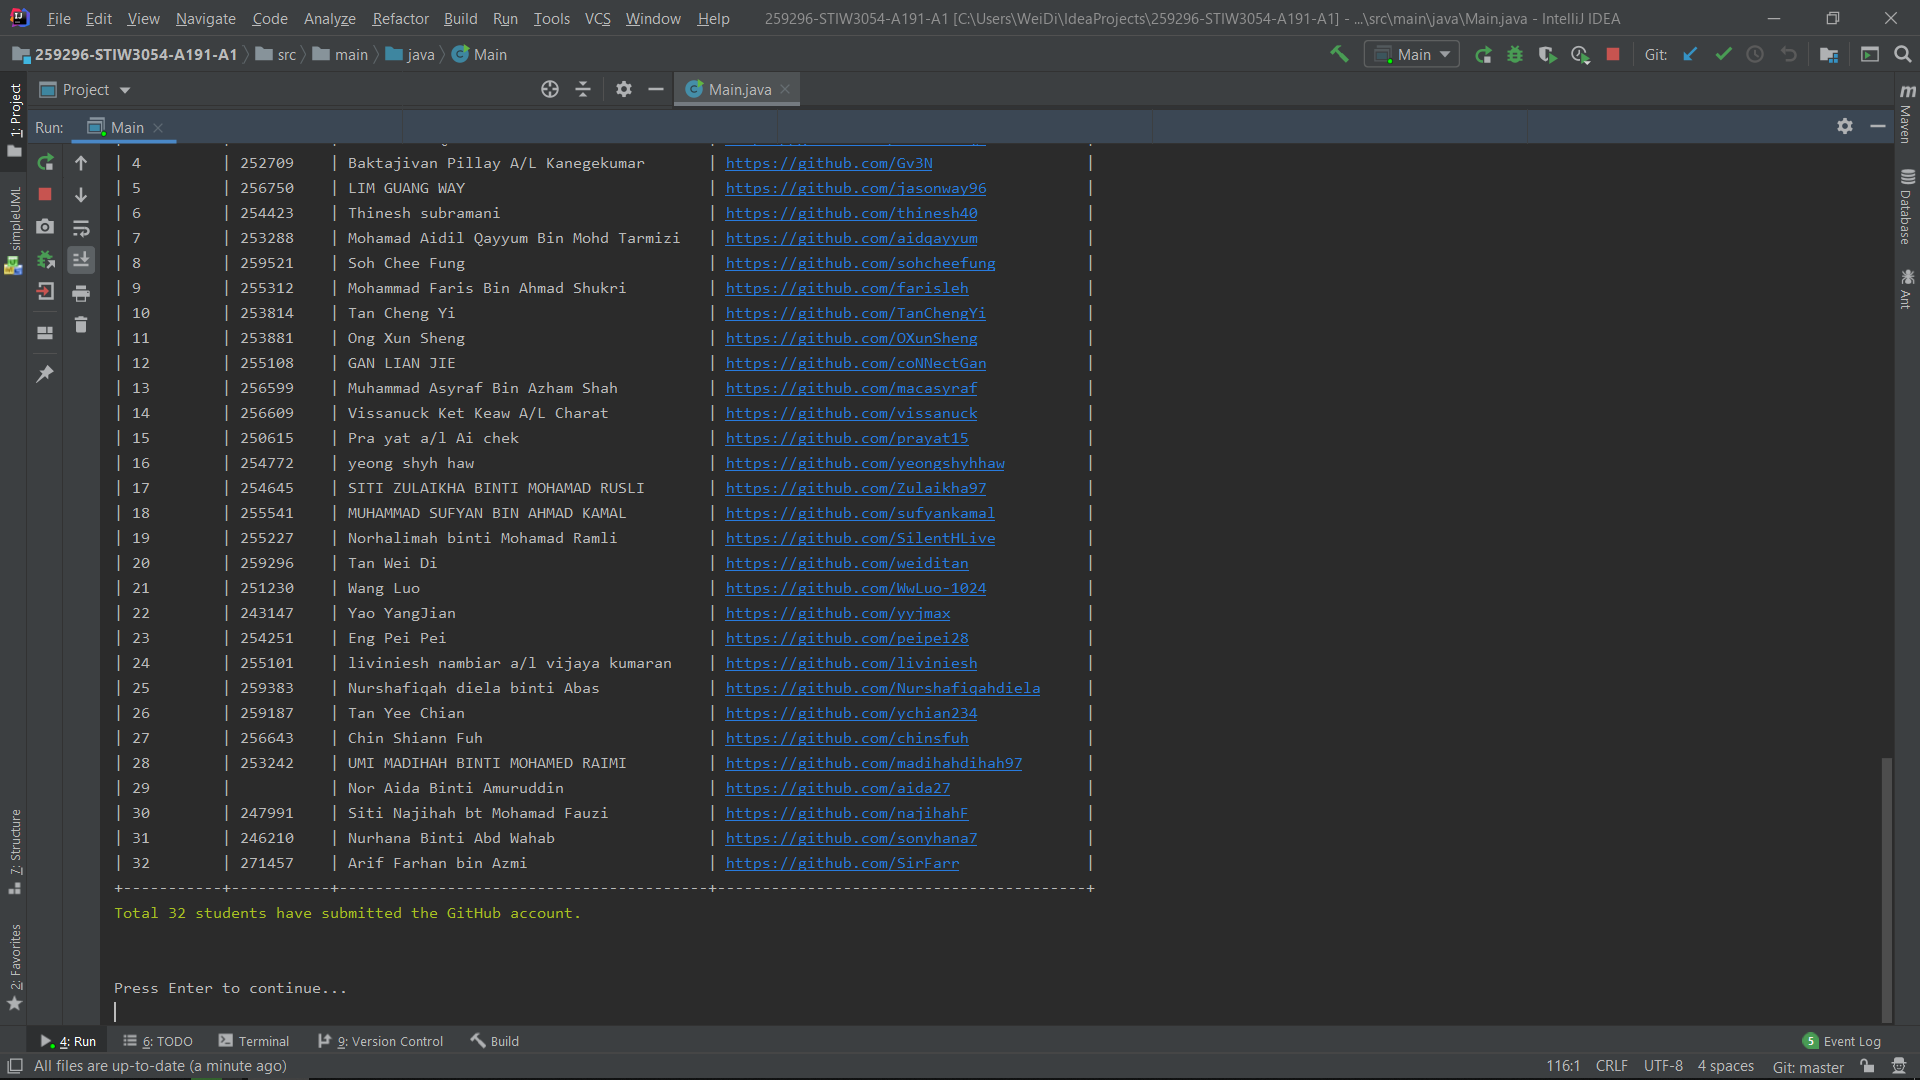 File Edit View Navigate Code Analyze Refactor Build Run Tools VCS Window Help 259296-STIW3054-A191-A1 [C:\Users\WeiDi\IdeaProjects\259296-STIW3054-A191-A1] - ...\src\main\java\Main.java - IntelliJ IDEA
259296-STIW3054-A191-A1 src main java Main Main Git:
Project Main.java
Run: Main
| 4 | 252709 | Baktajivan Pillay A/L Kanegekumar | https://github.com/Gv3N |
| 5 | 256750 | LIM GUANG WAY | https://github.com/jasonway96 |
| 6 | 254423 | Thinesh subramani | https://github.com/thinesh40 |
| 7 | 253288 | Mohamad Aidil Qayyum Bin Mohd Tarmizi | https://github.com/aidqayyum |
| 8 | 259521 | Soh Chee Fung | https://github.com/sohcheefung |
| 9 | 255312 | Mohammad Faris Bin Ahmad Shukri | https://github.com/farisleh |
| 10 | 253814 | Tan Cheng Yi | https://github.com/TanChengYi |
| 11 | 253881 | Ong Xun Sheng | https://github.com/OXunSheng |
| 12 | 255108 | GAN LIAN JIE | https://github.com/coNNectGan |
| 13 | 256599 | Muhammad Asyraf Bin Azham Shah | https://github.com/macasyraf |
| 14 | 256609 | Vissanuck Ket Keaw A/L Charat | https://github.com/vissanuck |
| 15 | 250615 | Pra yat a/l Ai chek | https://github.com/prayat15 |
| 16 | 254772 | yeong shyh haw | https://github.com/yeongshyhhaw |
| 17 | 254645 | SITI ZULAIKHA BINTI MOHAMAD RUSLI | https://github.com/Zulaikha97 |
| 18 | 255541 | MUHAMMAD SUFYAN BIN AHMAD KAMAL | https://github.com/sufyankamal |
| 19 | 255227 | Norhalimah binti Mohamad Ramli | https://github.com/SilentHLive |
| 20 | 259296 | Tan Wei Di | https://github.com/weiditan |
| 21 | 251230 | Wang Luo | https://github.com/WwLuo-1024 |
| 22 | 243147 | Yao YangJian | https://github.com/yyjmax |
| 23 | 254251 | Eng Pei Pei | https://github.com/peipei28 |
| 24 | 255101 | liviniesh nambiar a/l vijaya kumaran | https://github.com/liviniesh |
| 25 | 259383 | Nurshafiqah diela binti Abas | https://github.com/Nurshafiqahdiela |
| 26 | 259187 | Tan Yee Chian | https://github.com/ychian234 |
| 27 | 256643 | Chin Shiann Fuh | https://github.com/chinsfuh |
| 28 | 253242 | UMI MADIHAH BINTI MOHAMED RAIMI | https://github.com/madihahdihah97 |
| 29 | | Nor Aida Binti Amuruddin | https://github.com/aida27 |
| 30 | 247991 | Siti Najihah bt Mohamad Fauzi | https://github.com/najihahF |
| 31 | 246210 | Nurhana Binti Abd Wahab | https://github.com/sonyhana7 |
| 32 | 271457 | Arif Farhan bin Azmi | https://github.com/SirFarr |
+-----------+-----------+-----------------------------------------+-----------------------------------------+
Total 32 students have submitted the GitHub account.
Press Enter to continue...
1: Project
simpleUML
7: Structure
2: Favorites
Maven
Database
Ant
4: Run 6: TODO Terminal 9: Version Control Build 5 Event Log
All files are up-to-date (a minute ago) 116:1 CRLF UTF-8 4 spaces Git: master